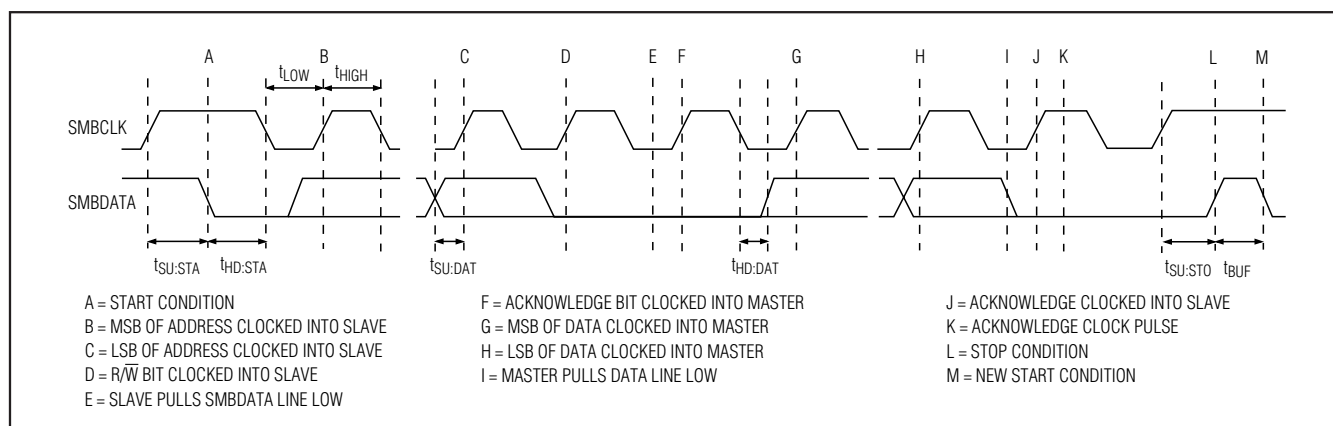 A B C D E F G H I J K L M
tLOW tHIGH
SMBCLK
SMBDATA
tSU:STA tHD:STA tSU:DAT tHD:DAT tSU:STO tBUF
A = START CONDITION
B = MSB OF ADDRESS CLOCKED INTO SLAVE
C = LSB OF ADDRESS CLOCKED INTO SLAVE
D = R/W̅ BIT CLOCKED INTO SLAVE
E = SLAVE PULLS SMBDATA LINE LOW
F = ACKNOWLEDGE BIT CLOCKED INTO MASTER
G = MSB OF DATA CLOCKED INTO MASTER
H = LSB OF DATA CLOCKED INTO MASTER
I = MASTER PULLS DATA LINE LOW
J = ACKNOWLEDGE CLOCKED INTO SLAVE
K = ACKNOWLEDGE CLOCK PULSE
L = STOP CONDITION
M = NEW START CONDITION